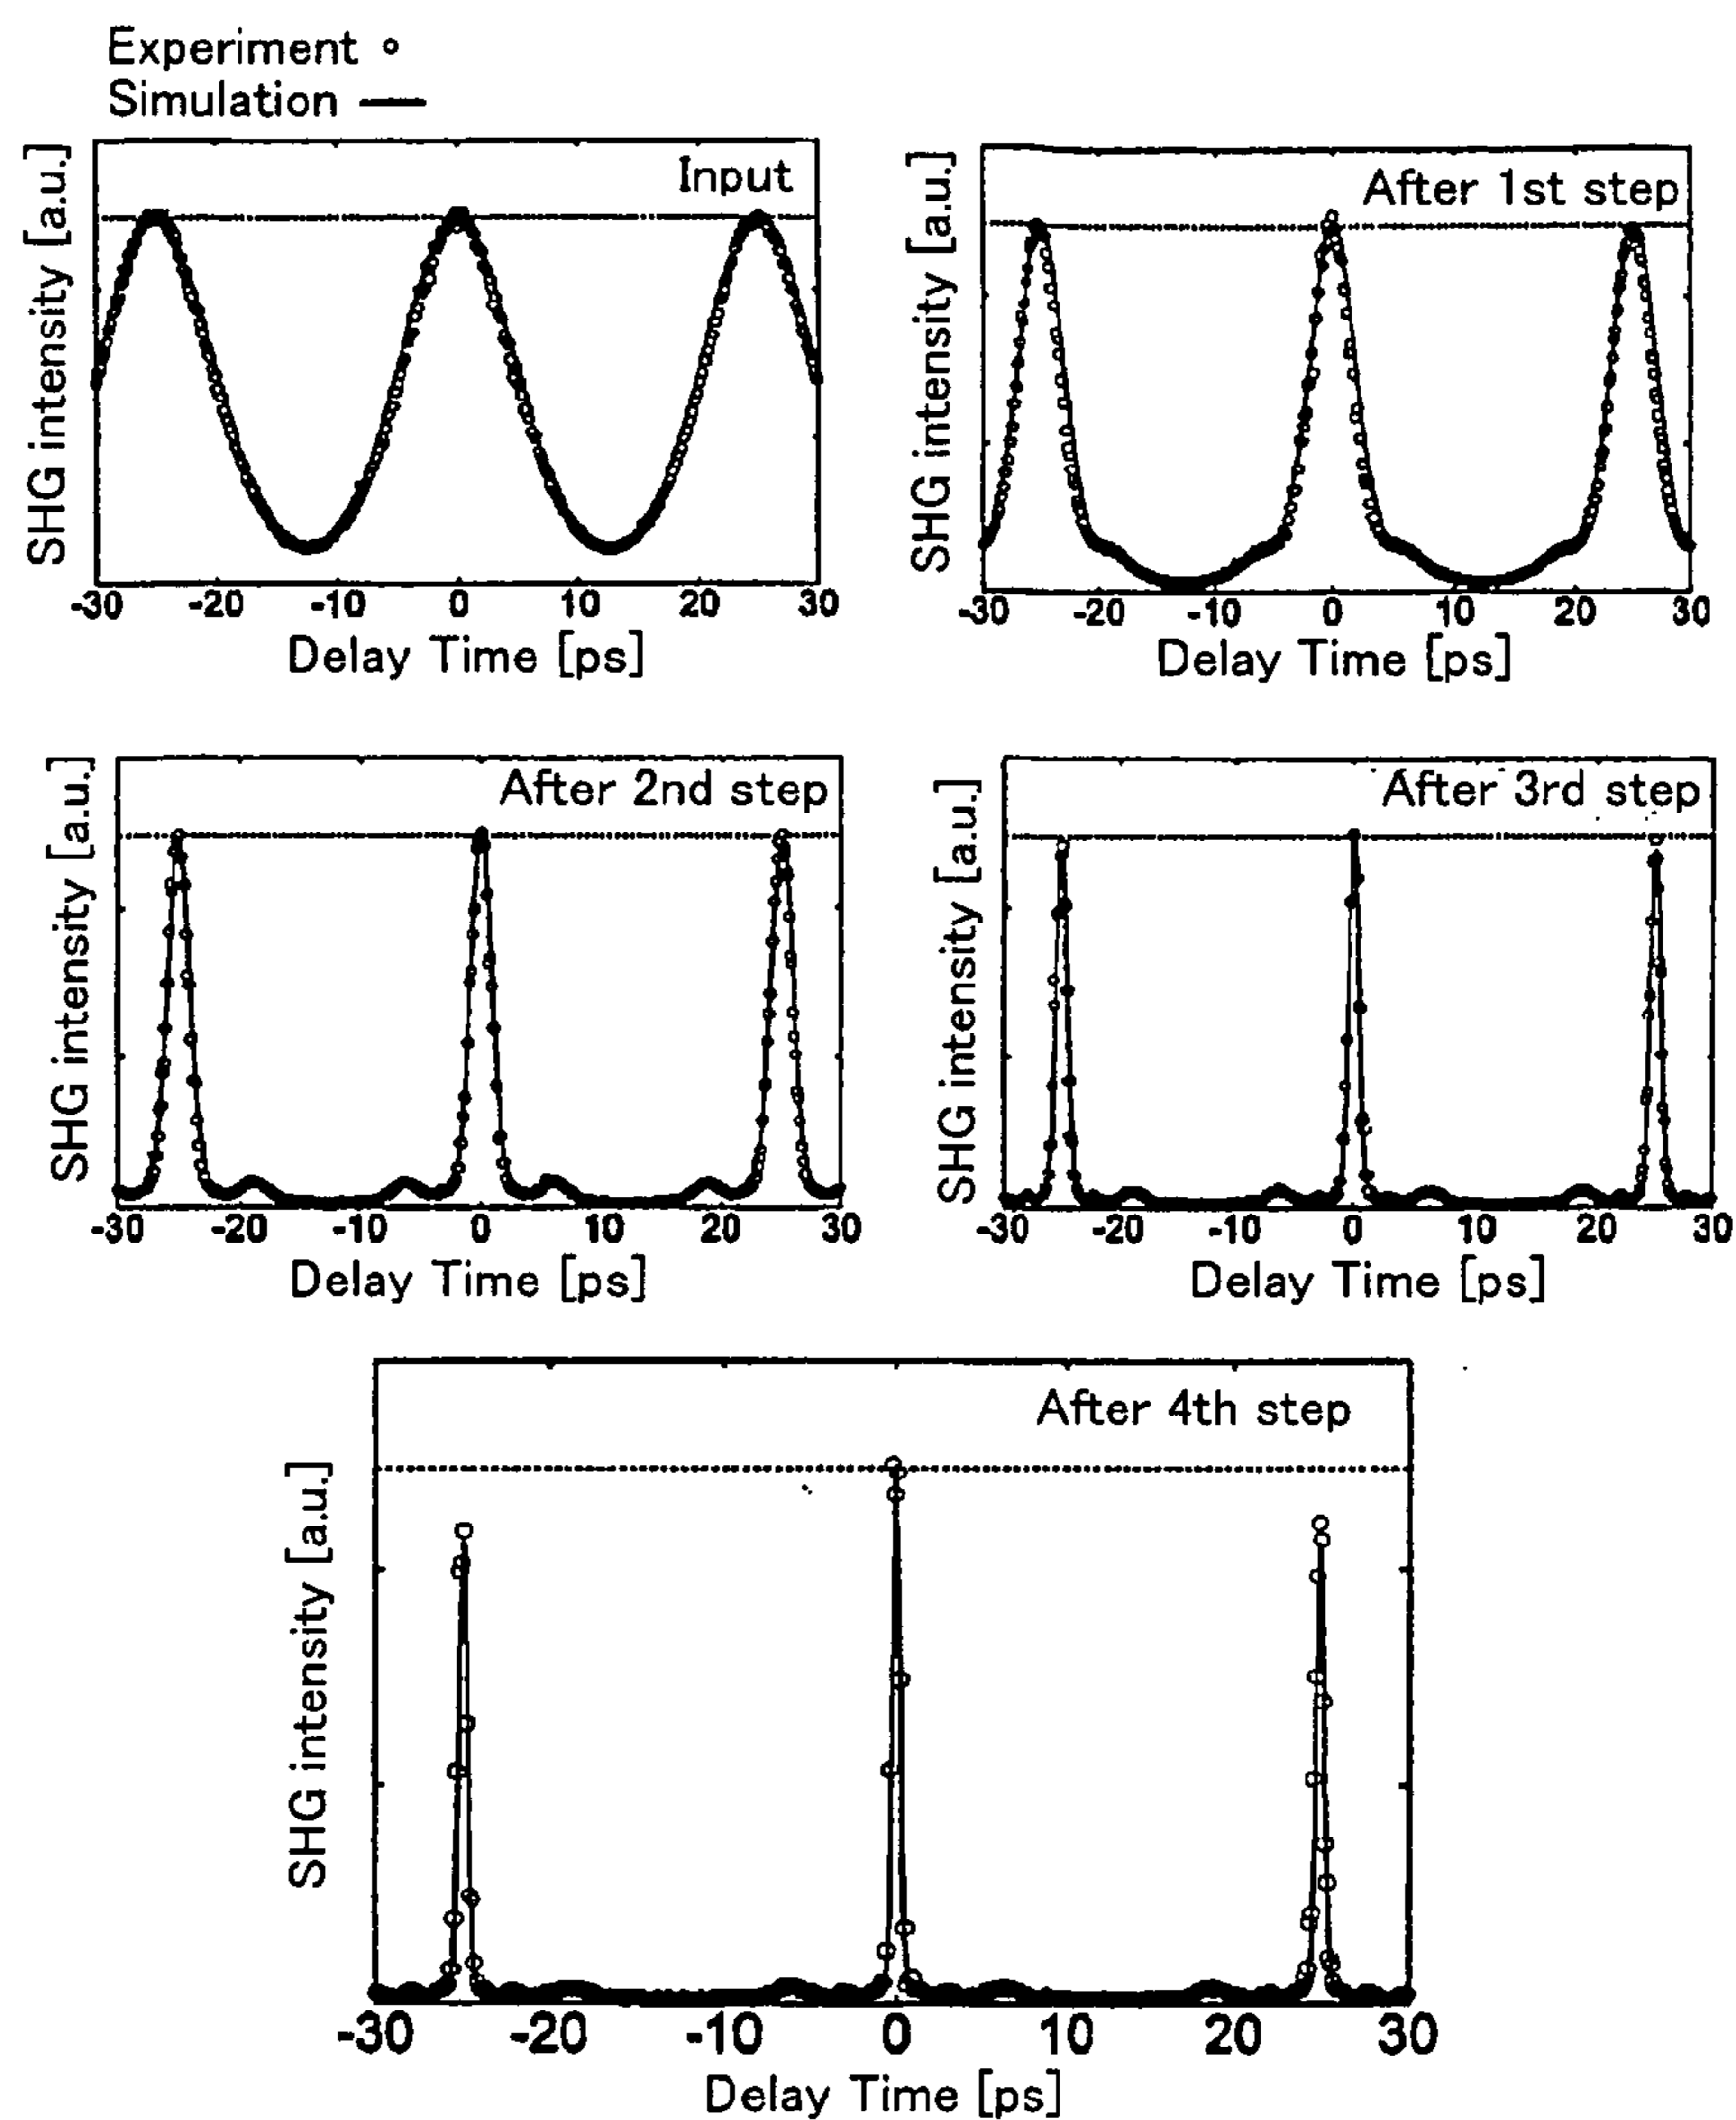 Experiment
Simulation
Input
SHG intensity [a.u.]
-30 -20 -10 0 10 20 30
Delay Time [ps]
After 1st step
SHG intensity [a.u.]
-30 -20 -10 0 10 20 30
Delay Time [ps]
After 2nd step
SHG intensity [a.u.]
-30 -20 -10 0 10 20 30
Delay Time [ps]
After 3rd step
SHG intensity [a.u.]
-30 -20 -10 0 10 20 30
Delay Time [ps]
After 4th step
SHG intensity [a.u.]
-30 -20 -10 0 10 20 30
Delay Time [ps]